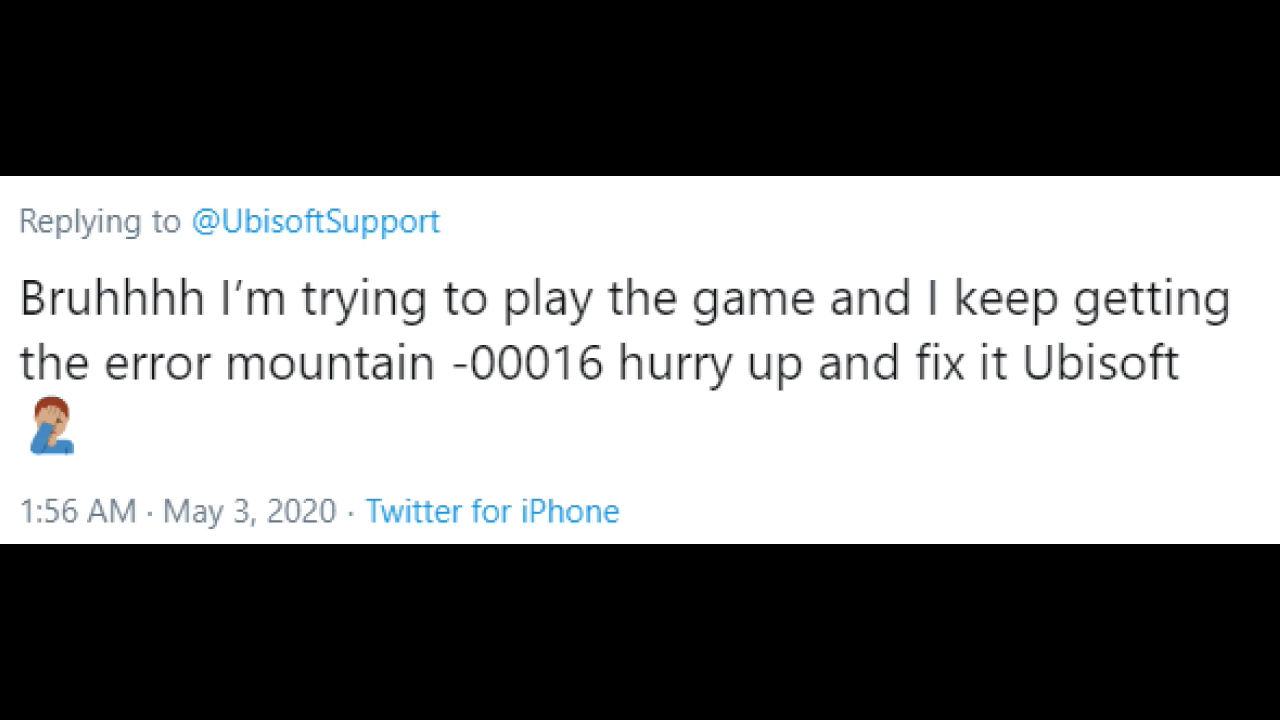 Replying to @UbisoftSupport
Bruhhhh I’m trying to play the game and I keep getting
the error mountain -00016 hurry up and fix it Ubisoft
🤦🏽‍♂️
1:56 AM · May 3, 2020 · Twitter for iPhone